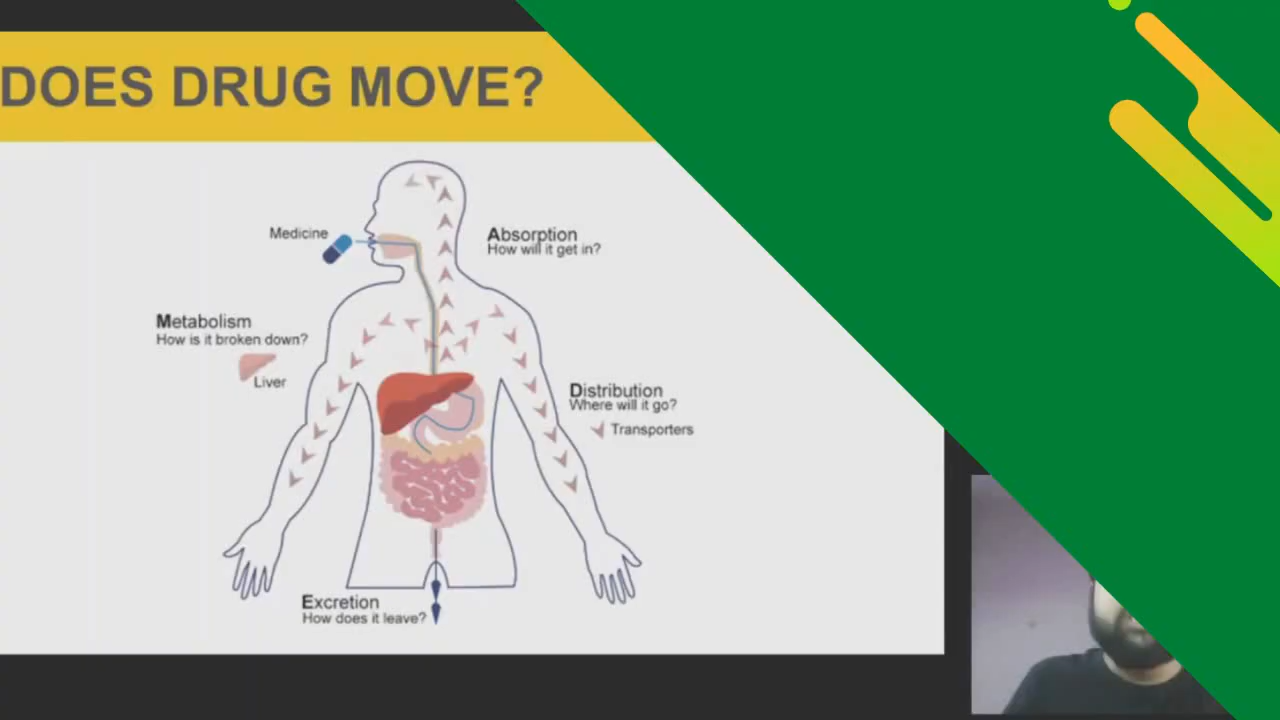 DOES DRUG MOVE?
Medicine
Absorption
How will it get in?
Metabolism
How is it broken down?
Liver
Distribution
Where will it go?
Transporters
Excretion
How does it leave?